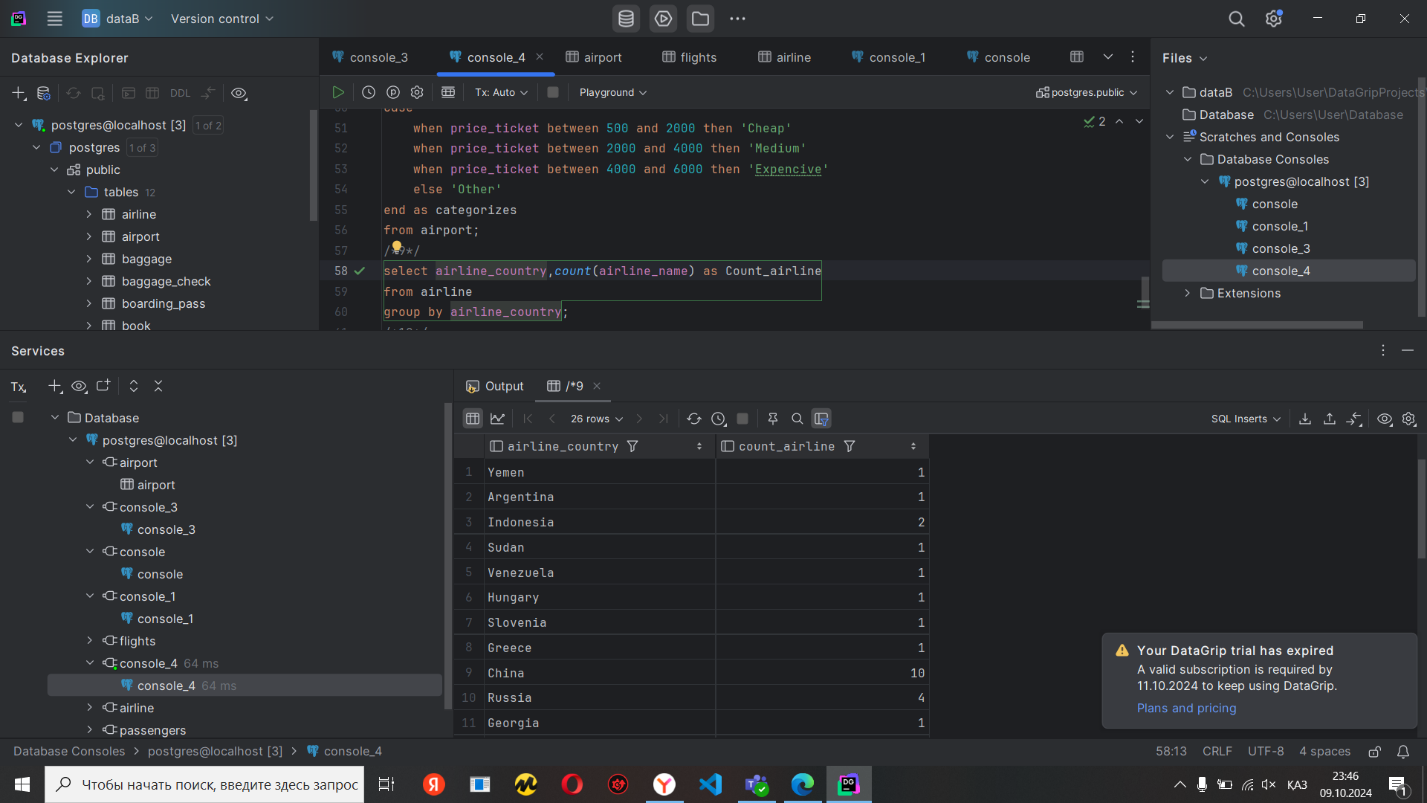 DB dataB Version control
Database Explorer
console_3 console_4 airport flights airline console_1 console
Files
DDL
Tx: Auto Playground postgres.public
postgres@localhost [3] 1 of 2
postgres 1 of 3
public
tables 12
airline
airport
baggage
baggage_check
boarding_pass
book
case
51 when price_ticket between 500 and 2000 then 'Cheap'
52 when price_ticket between 2000 and 4000 then 'Medium'
53 when price_ticket between 4000 and 6000 then 'Expencive'
54 else 'Other'
55 end as categorizes
56 from airport;
57 /*9*/
58 select airline_country,count(airline_name) as Count_airline
59 from airline
60 group by airline_country;
2
dataB C:\Users\User\DataGripProjects
Database C:\Users\User\Database
Scratches and Consoles
Database Consoles
postgres@localhost [3]
console
console_1
console_3
console_4
Extensions
Services
Tx
Database
postgres@localhost [3]
airport
airport
console_3
console_3
console
console
console_1
console_1
flights
console_4 64 ms
console_4 64 ms
airline
passengers
Output /*9
26 rows SQL Inserts
airline_country count_airline
1 Yemen 1
2 Argentina 1
3 Indonesia 2
4 Sudan 1
5 Venezuela 1
6 Hungary 1
7 Slovenia 1
8 Greece 1
9 China 10
10 Russia 4
11 Georgia 1
Your DataGrip trial has expired
A valid subscription is required by
11.10.2024 to keep using DataGrip.
Plans and pricing
Database Consoles postgres@localhost [3] console_4 58:13 CRLF UTF-8 4 spaces
Чтобы начать поиск, введите здесь запрос
ҚАЗ
23:46
09.10.2024
1